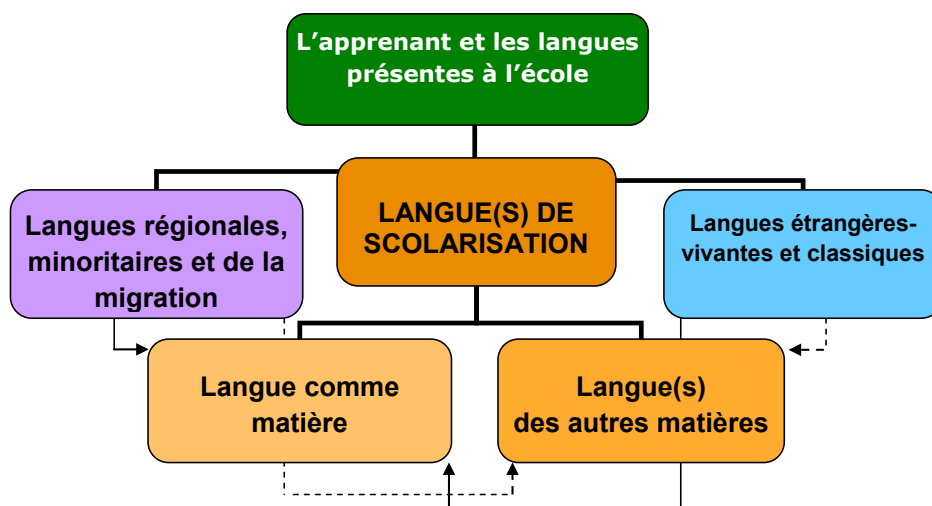 L’apprenant et les langues
présentes à l’école
LANGUE(S) DE
SCOLARISATION
Langues régionales,
minoritaires et de la
migration
Langues étrangères-
vivantes et classiques
Langue comme
matière
Langue(s)
des autres matières